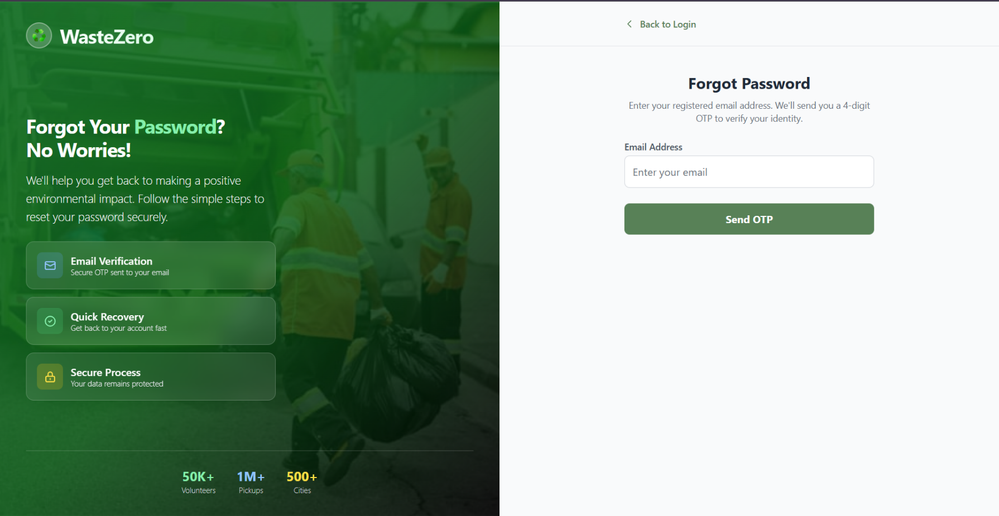 WasteZero
Forgot Your Password?
No Worries!
We'll help you get back to making a positive
environmental impact. Follow the simple steps to
reset your password securely.
Email Verification
Secure OTP sent to your email
Quick Recovery
Get back to your account fast
Secure Process
Your data remains protected
50K+
Volunteers
1M+
Pickups
500+
Cities
Back to Login
Forgot Password
Enter your registered email address. We'll send you a 4-digit
OTP to verify your identity.
Email Address
Enter your email
Send OTP